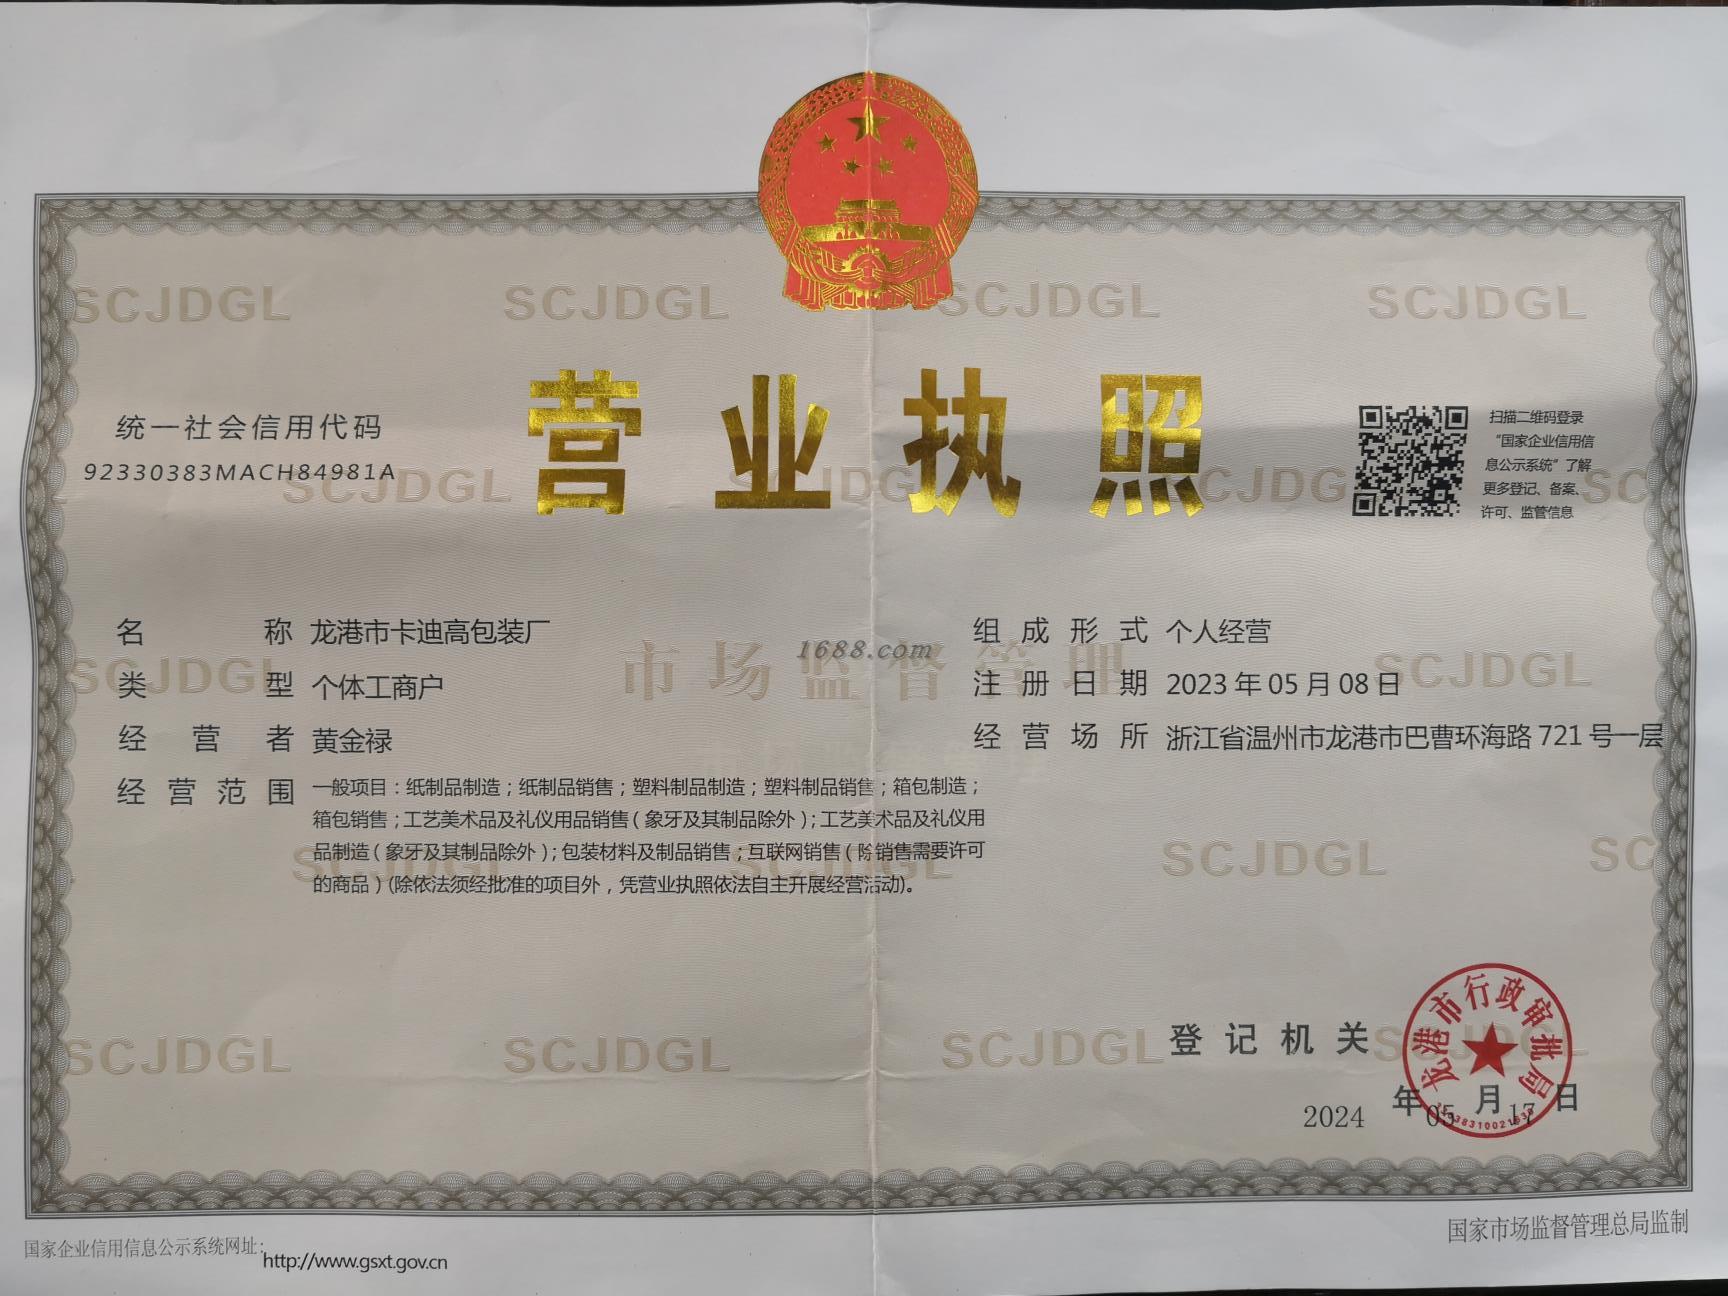 营业执照
统一社会信用代码
92330383MACH84981A
扫描二维码登录
“国家企业信用信
息公示系统”了解
更多登记、备案、
许可、监管信息
名称 龙港市卡迪高包装厂
类型 个体工商户
经营者 黄金禄
经营范围 一般项目：纸制品制造；纸制品销售；塑料制品制造；塑料制品销售；箱包制造；
箱包销售；工艺美术品及礼仪用品销售（象牙及其制品除外）；工艺美术品及礼仪用
品制造（象牙及其制品除外）；包装材料及制品销售；互联网销售（除销售需要许可
的商品）(除依法须经批准的项目外，凭营业执照依法自主开展经营活动)。
组成形式 个人经营
注册日期 2023年05月08日
经营场所 浙江省温州市龙港市巴曹环海路721号一层
1688.com
市场监督管理
SCJDGL
SCJDGL
SCJDGL
SCJDGL
SCJDGL
SCJDGL
SCJDGL
SCJDGL
SCJDGL
SCJDGL
SCJDGL
SCJDGL
SCJDGL
登记机关
龙港市行政审批局
2024年05月17日
国家企业信用信息公示系统网址：http://www.gsxt.gov.cn
国家市场监督管理总局监制